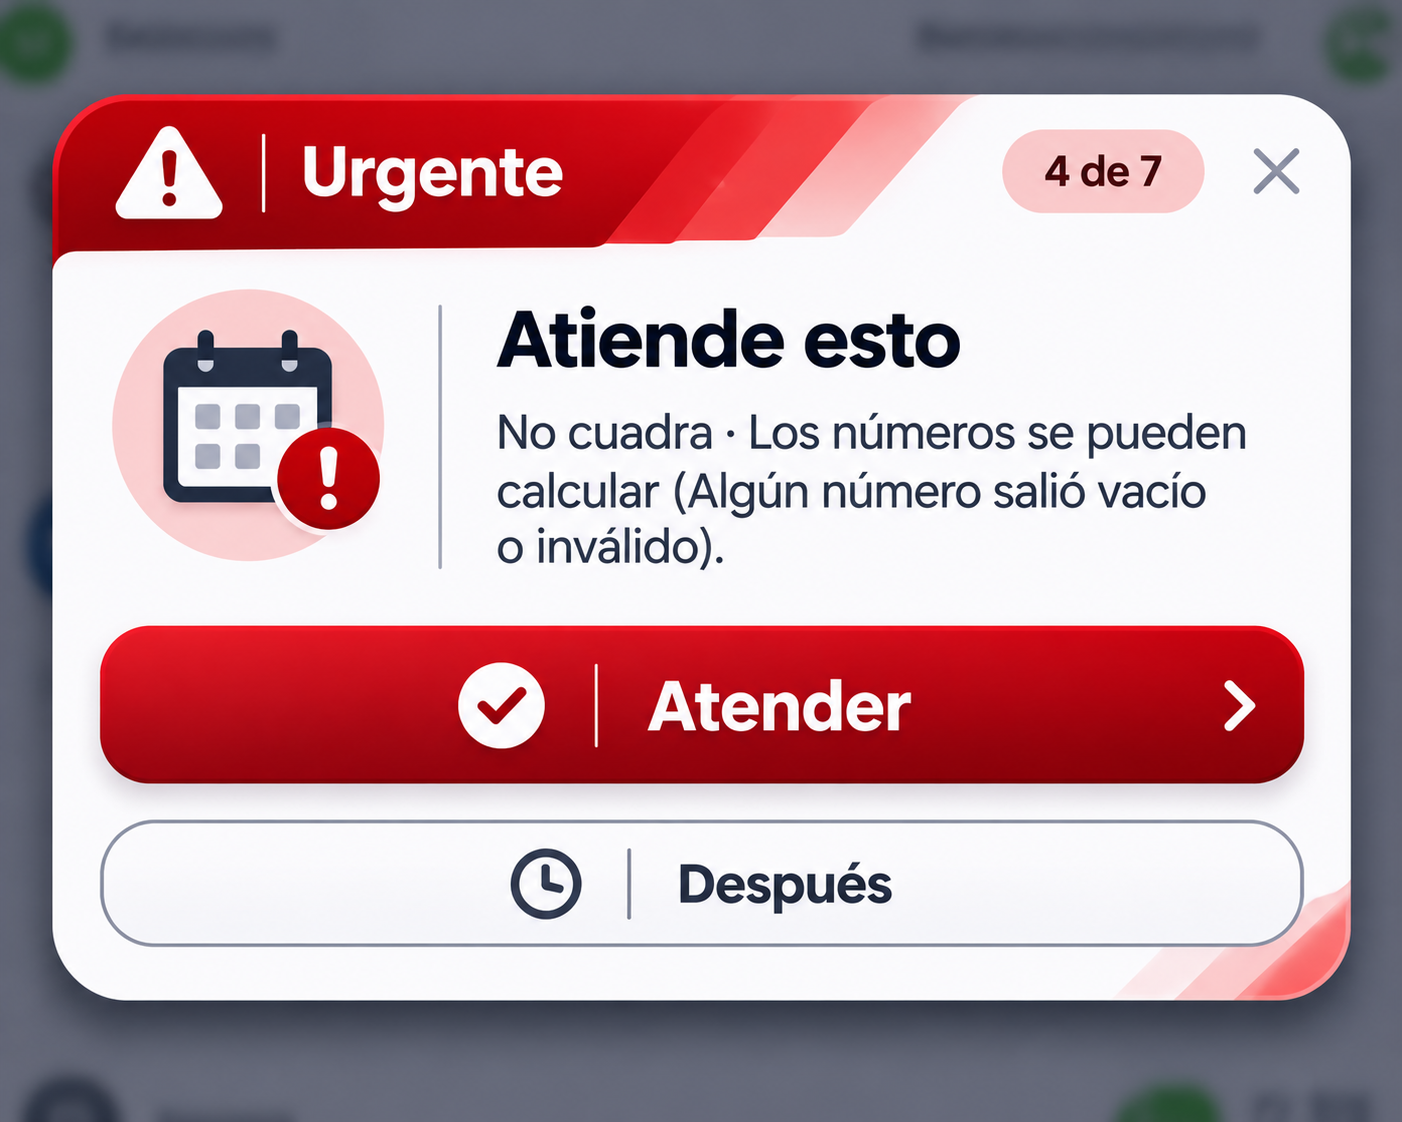 Urgente
4 de 7
Atiende esto
No cuadra · Los números se pueden
calcular (Algún número salió vacío
o inválido).
Atender
Después